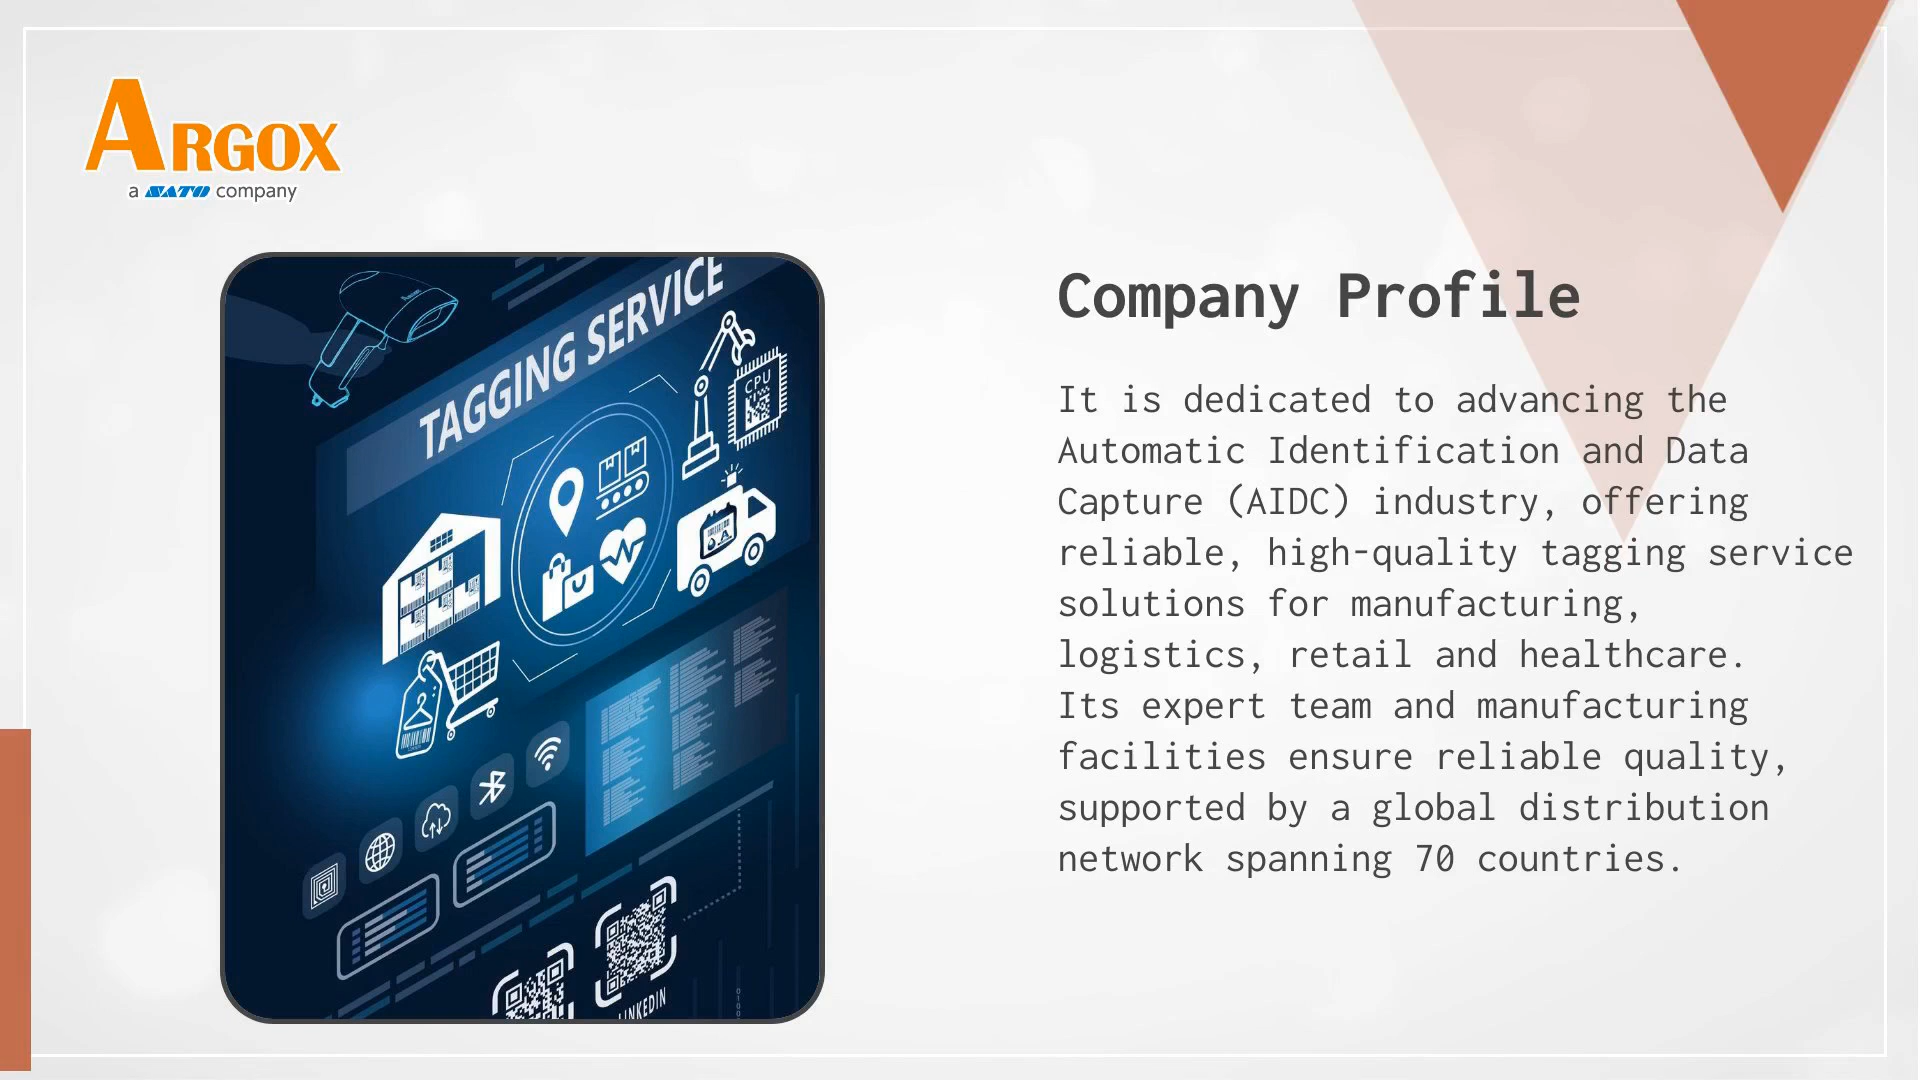 ARGOX
a SATO company
TAGGING SERVICE
CPU
LINKEDIN
Company Profile
It is dedicated to advancing the
Automatic Identification and Data
Capture (AIDC) industry, offering
reliable, high-quality tagging service
solutions for manufacturing,
logistics, retail and healthcare.
Its expert team and manufacturing
facilities ensure reliable quality,
supported by a global distribution
network spanning 70 countries.